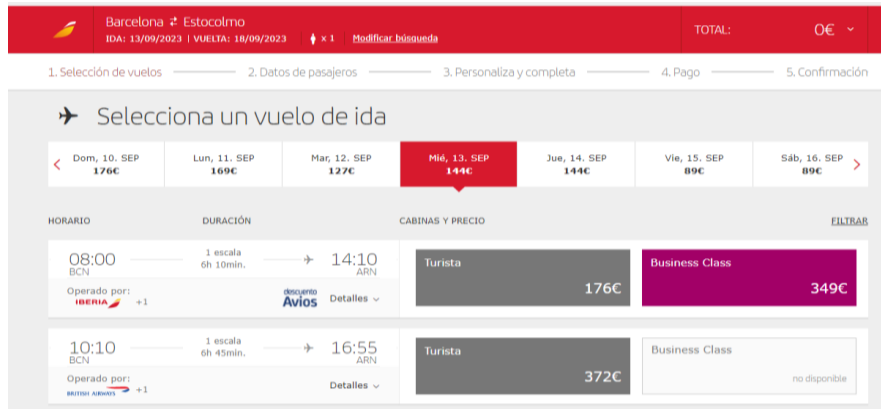 Barcelona ⇄ Estocolmo
IDA: 13/09/2023 | VUELTA: 18/09/2023 x 1 Modificar búsqueda
TOTAL: 0€
1. Selección de vuelos 2. Datos de pasajeros 3. Personaliza y completa 4. Pago 5. Confirmación
Selecciona un vuelo de ida
Dom, 10. SEP Lun, 11. SEP Mar, 12. SEP Mié, 13. SEP Jue, 14. SEP Vie, 15. SEP Sáb, 16. SEP
176€ 169€ 127€ 144€ 144€ 89€ 89€
HORARIO DURACIÓN CABINAS Y PRECIO FILTRAR
08:00 1 escala 14:10
BCN 6h 10min. ARN
Turista 176€
Business Class 349€
Operado por: descuento
IBERIA +1 Avios Detalles
10:10 1 escala 16:55
BCN 6h 45min. ARN
Turista 372€
Business Class no disponible
Operado por:
BRITISH AIRWAYS +1 Detalles